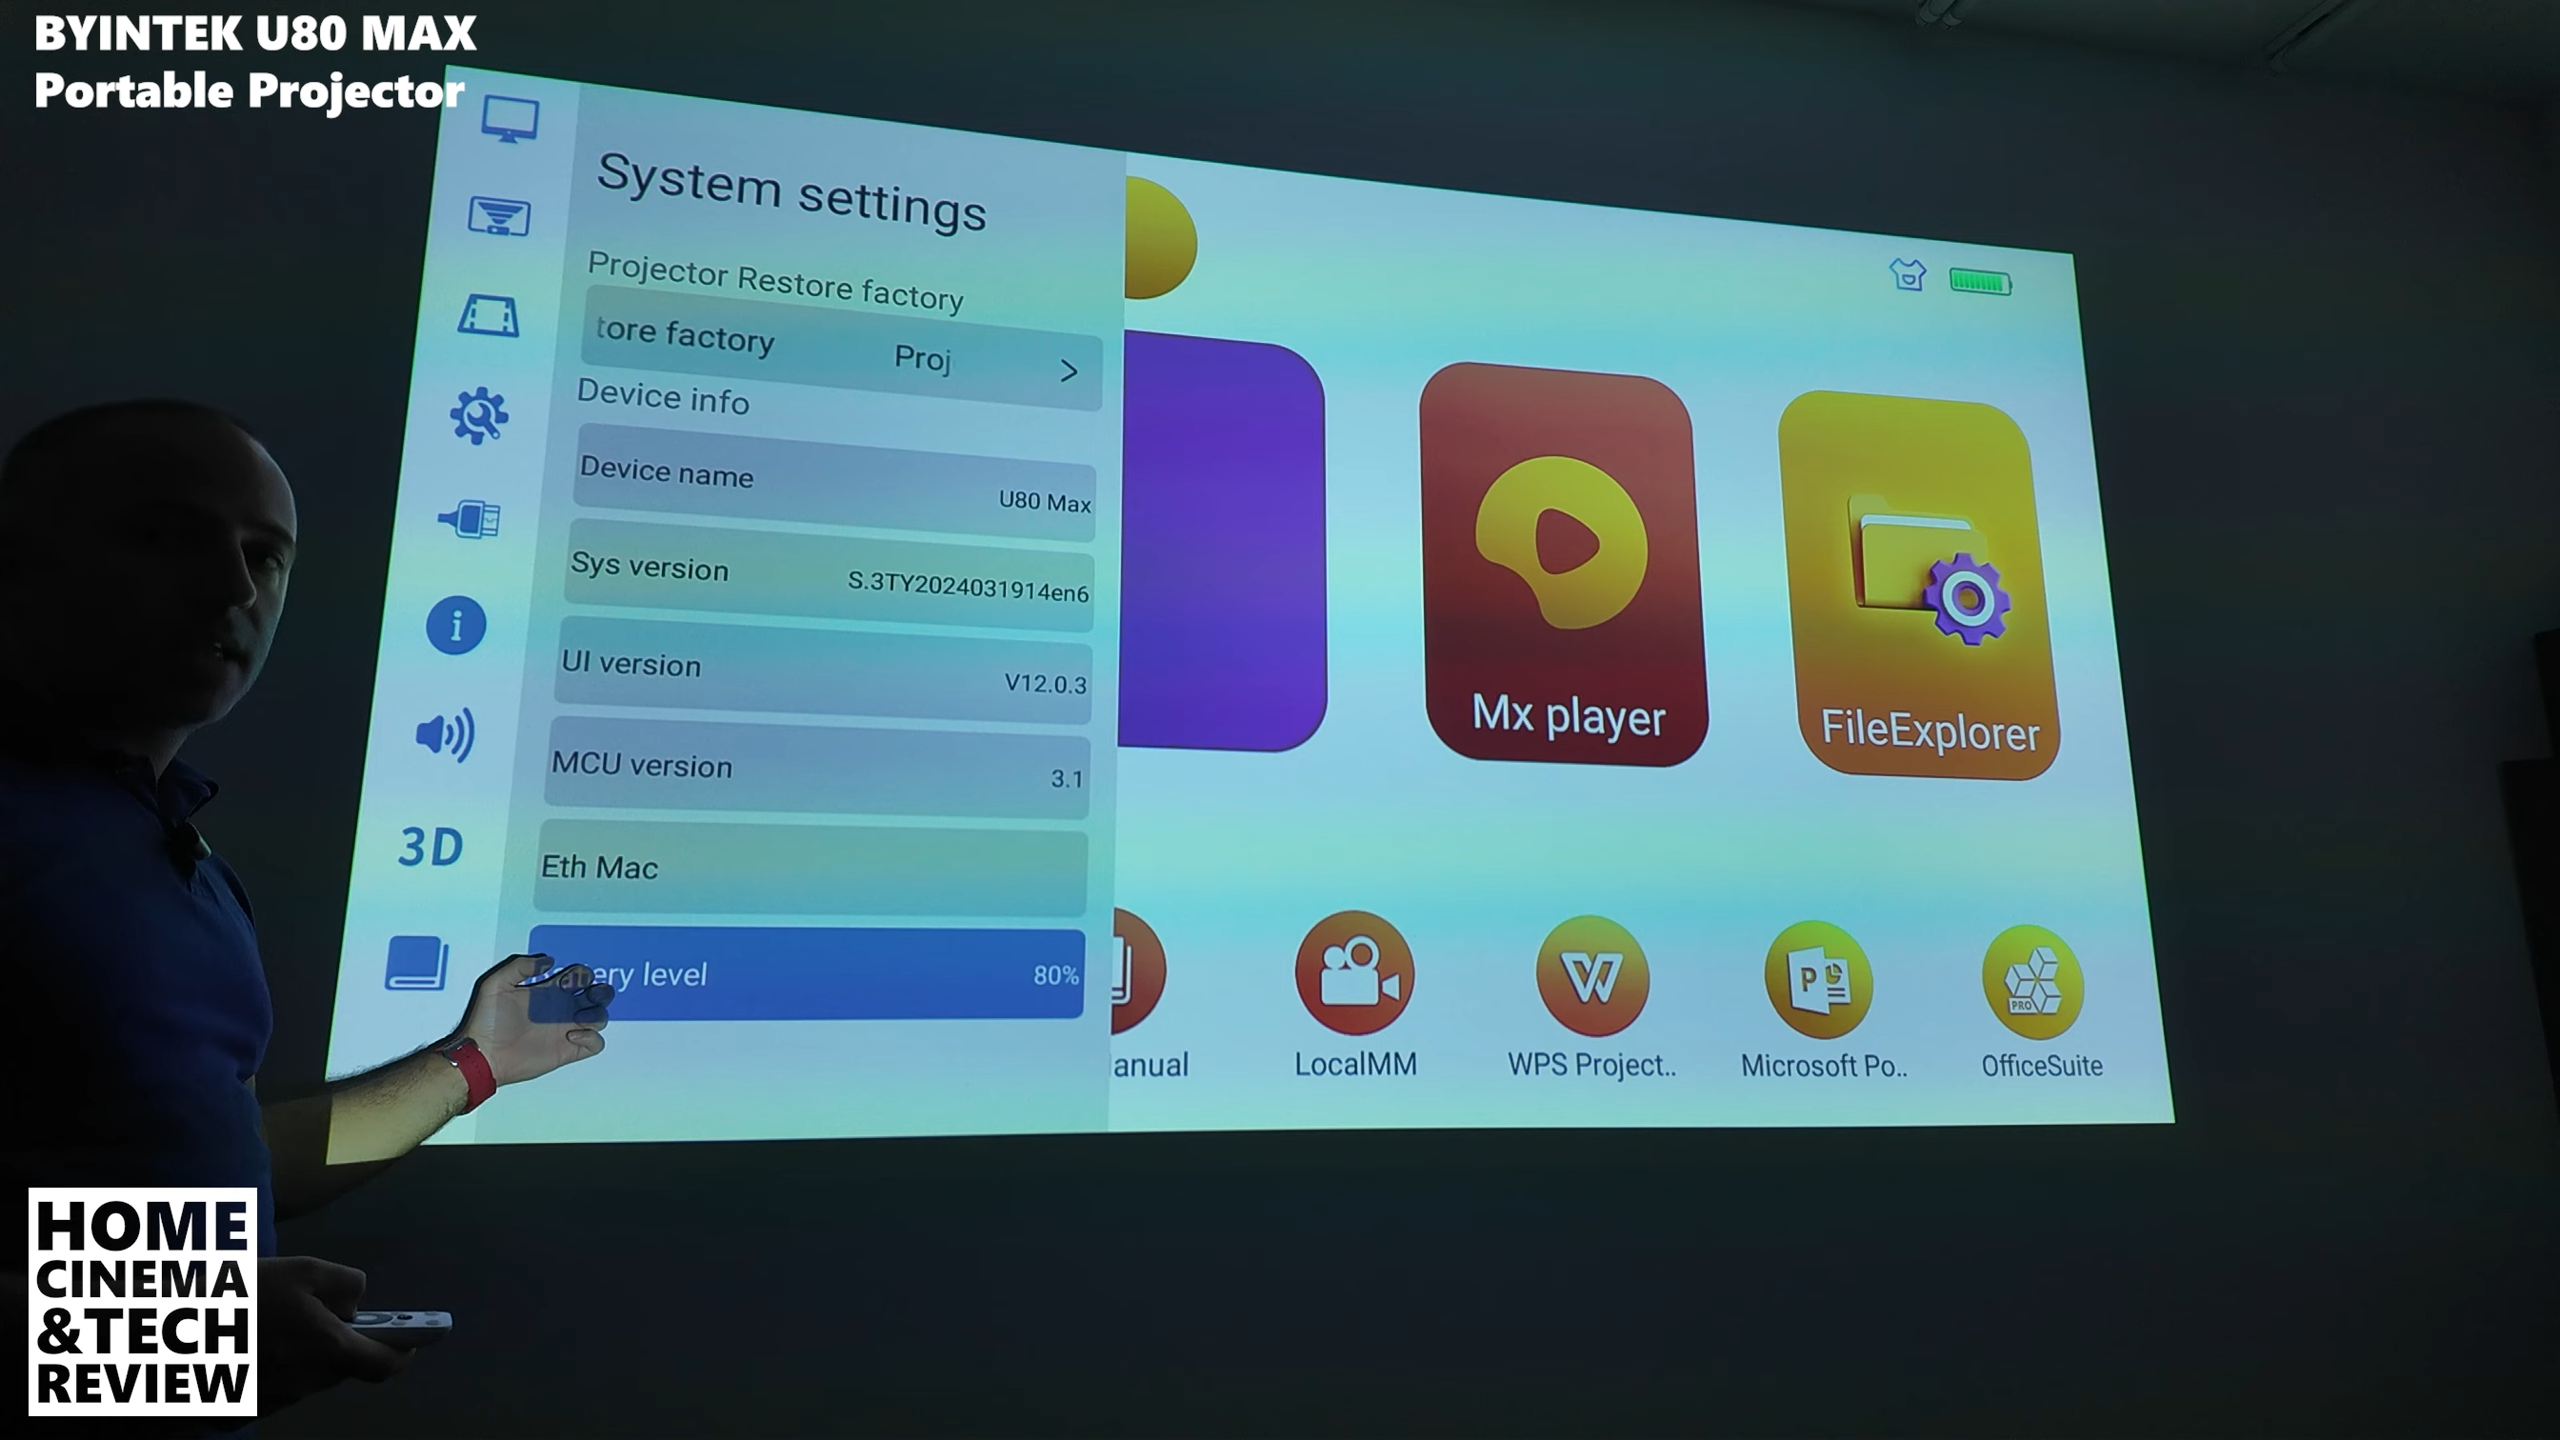 BYINTEK U80 MAX
Portable Projector
System settings
Projector Restore factory
tore factory Proj >
Device info
Device name U80 Max
Sys version S.3TY2024031914en6
UI version V12.0.3
MCU version 3.1
Eth Mac
Battery level 80%
3D
Mx player
FileExplorer
anual
LocalMM
WPS Project..
Microsoft Po..
OfficeSuite
P
PRO
HOME
CINEMA
&TECH
REVIEW